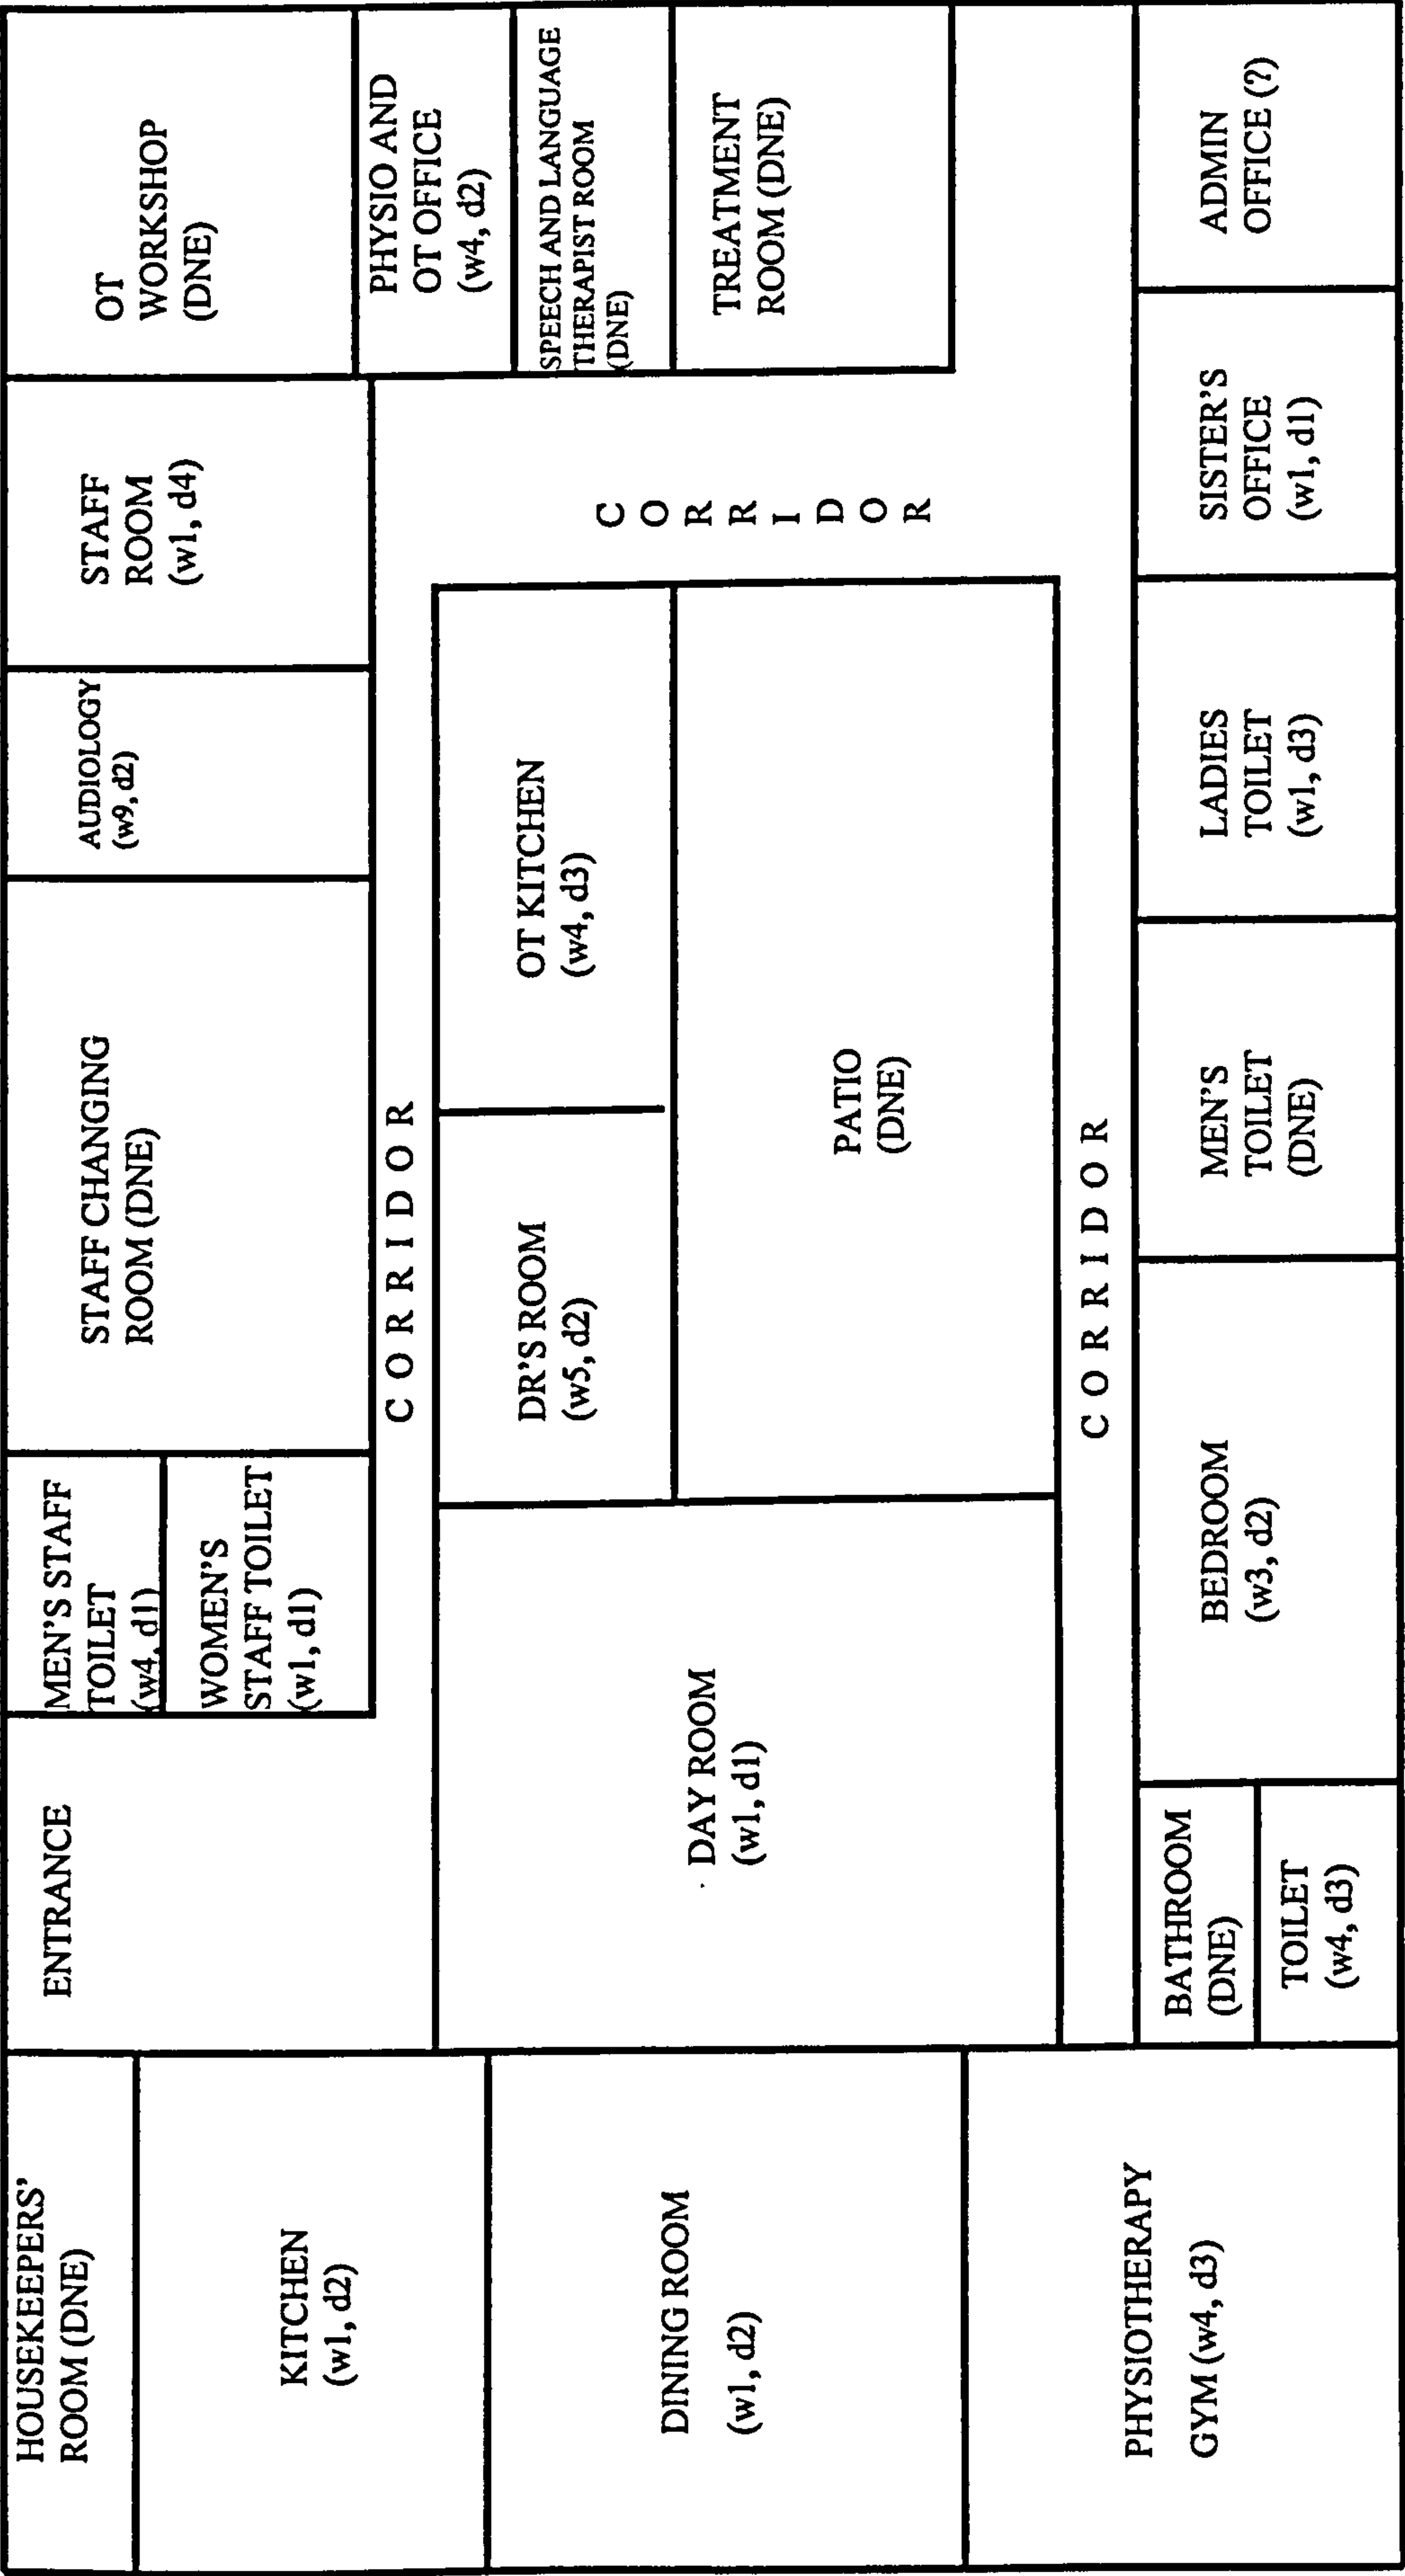 HOUSEKEEPERS'
ROOM (DNE)
ENTRANCE
MEN'S STAFF
TOILET
(w4, d1)
WOMEN'S
STAFF TOILET
(w1, d1)
STAFF CHANGING
ROOM (DNE)
AUDIOLOGY
(w9, d2)
STAFF
ROOM
(w1, d4)
OT
WORKSHOP
(DNE)
KITCHEN
(w1, d2)
C O R R I D O R
PHYSIO AND
OT OFFICE
(w4, d2)
DR'S ROOM
(w5, d2)
OT KITCHEN
(w4, d3)
SPEECH AND LANGUAGE
THERAPIST ROOM
(DNE)
DINING ROOM
(w1, d2)
DAY ROOM
(w1, d1)
PATIO
(DNE)
C
O
R
R
I
D
O
R
TREATMENT
ROOM (DNE)
C O R R I D O R
PHYSIOTHERAPY
GYM (w4, d3)
BATHROOM
(DNE)
TOILET
(w4, d3)
BEDROOM
(w3, d2)
MEN'S
TOILET
(DNE)
LADIES
TOILET
(w1, d3)
SISTER'S
OFFICE
(w1, d1)
ADMIN
OFFICE (?)